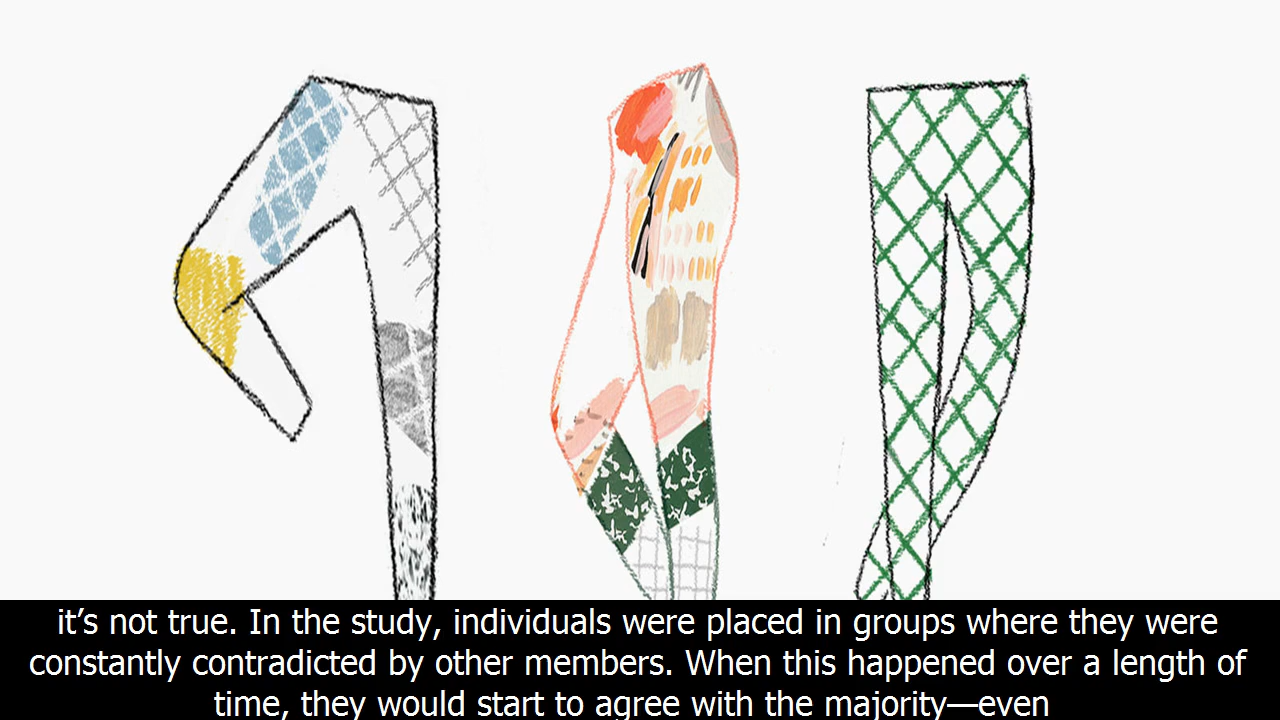 it’s not true. In the study, individuals were placed in groups where they were
constantly contradicted by other members. When this happened over a length of
time, they would start to agree with the majority—even